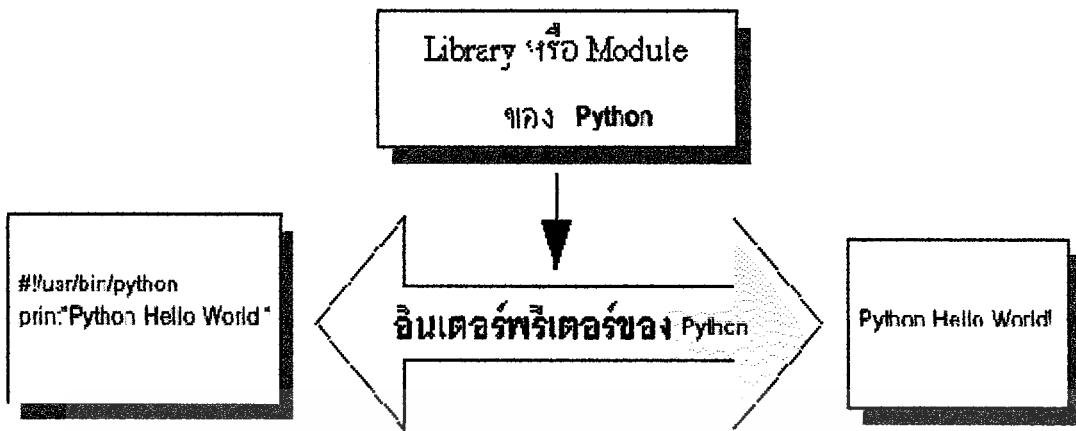 Library หรือ Module
ของ Python
#!/usr/bin/python
print "Python Hello World "
อินเตอร์พรีเตอร์ของ Python
Python Hello World!